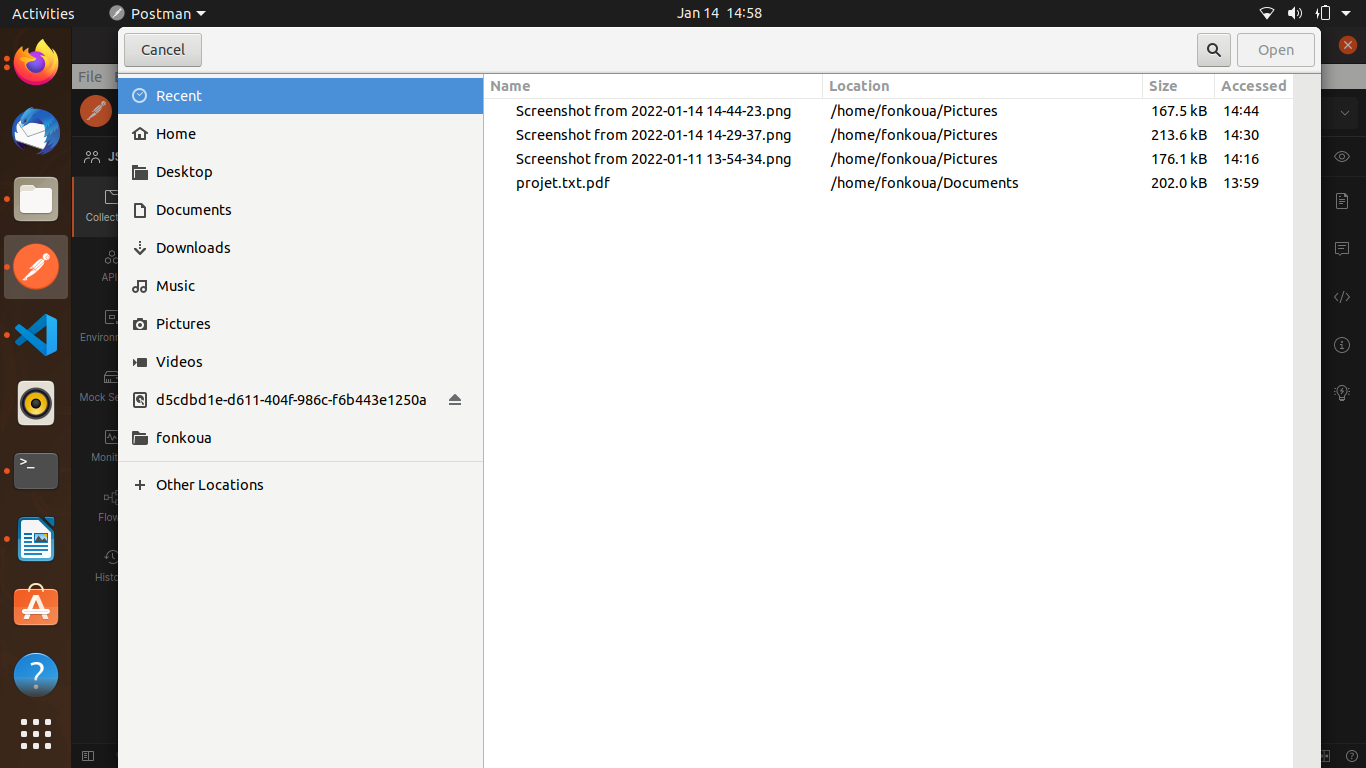 Activities Postman Jan 14 14:58
Cancel Open
File
Recent
Home
Desktop
Documents
Downloads
Music
Pictures
Videos
d5cdbd1e-d611-404f-986c-f6b443e1250a
fonkoua
Other Locations
Name Location Size Accessed
Screenshot from 2022-01-14 14-44-23.png /home/fonkoua/Pictures 167.5 kB 14:44
Screenshot from 2022-01-14 14-29-37.png /home/fonkoua/Pictures 213.6 kB 14:30
Screenshot from 2022-01-11 13-54-34.png /home/fonkoua/Pictures 176.1 kB 14:16
projet.txt.pdf /home/fonkoua/Documents 202.0 kB 13:59
JS
Collect
API
Environ
Mock Se
Monit
Flow
Histo